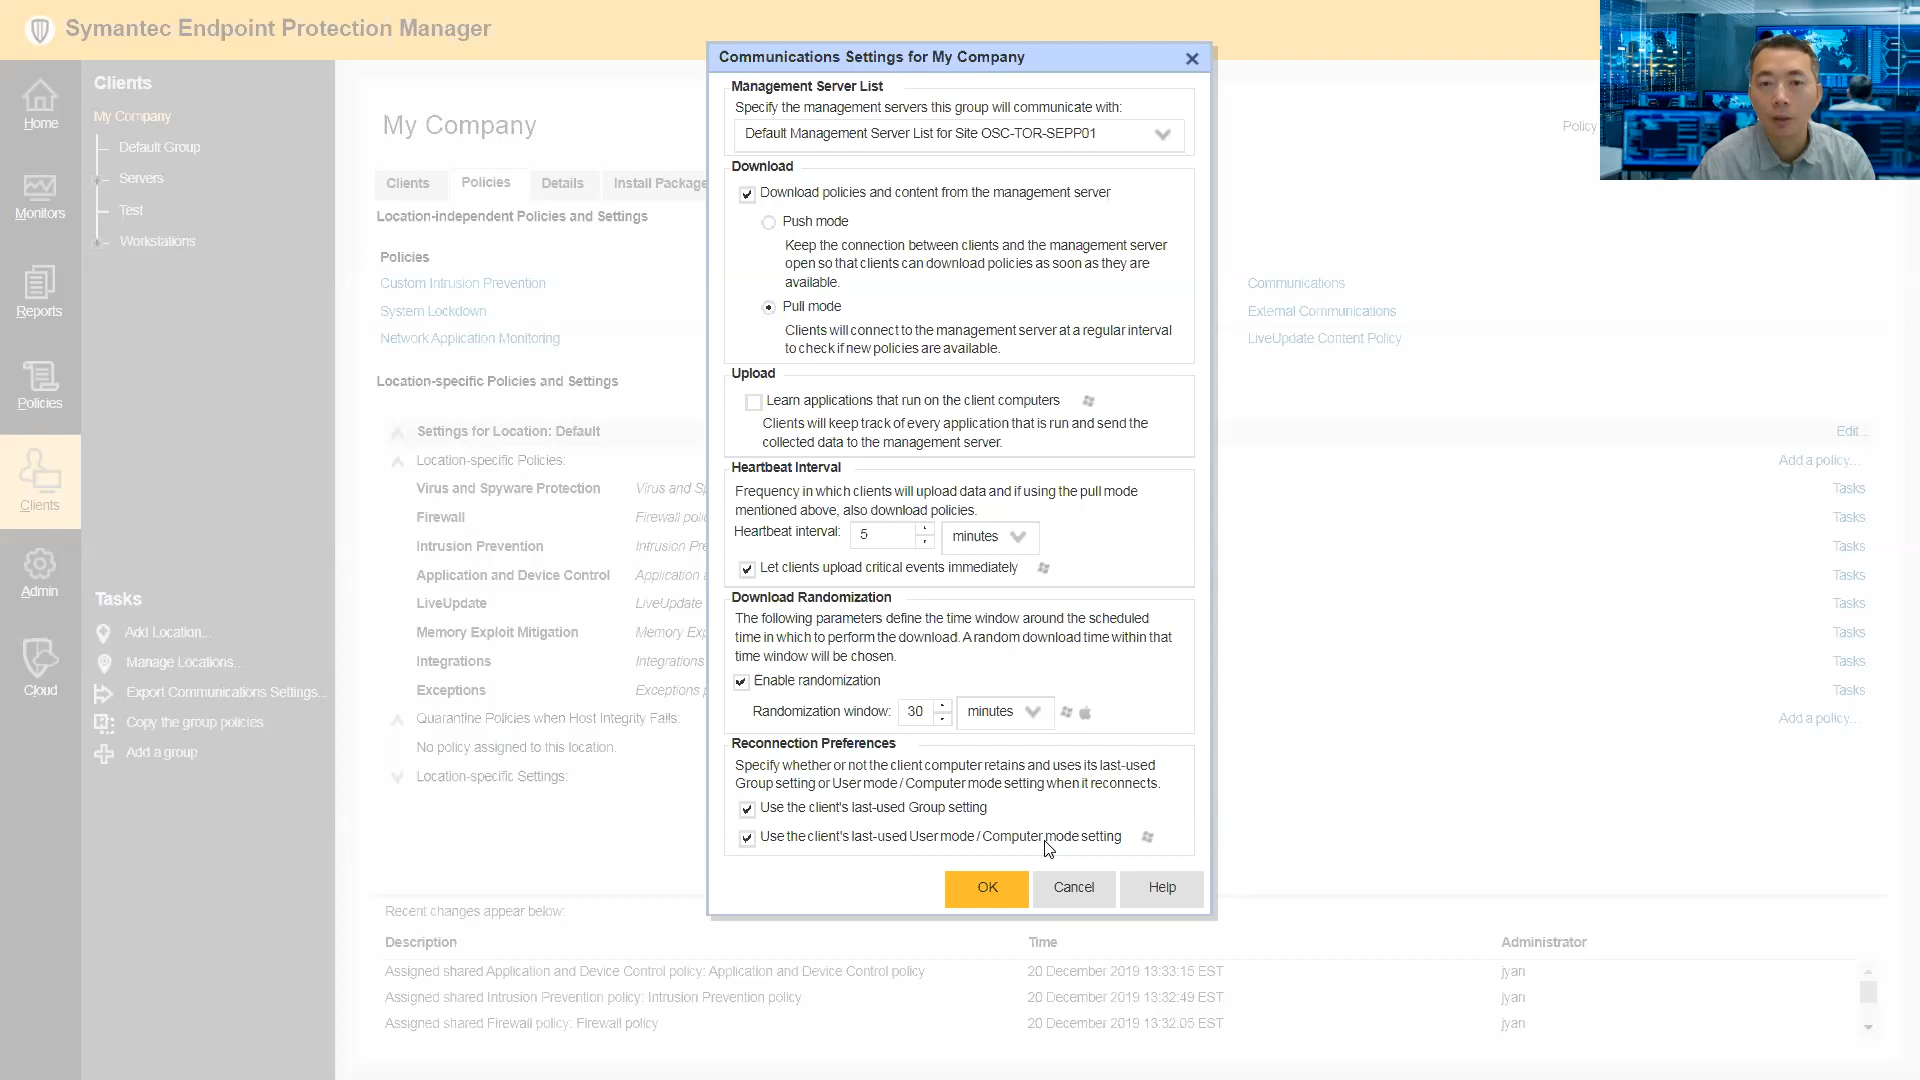 Symantec Endpoint Protection Manager
Home
Monitors
Reports
Policies
Clients
Admin
Cloud
Clients
My Company
Default Group
Servers
Test
Workstations
Tasks
Add Location...
Manage Locations...
Export Communications Settings...
Copy the group policies
Add a group
My Company
Policy
Clients
Policies
Details
Install Package
Location-independent Policies and Settings
Policies
Custom Intrusion Prevention
System Lockdown
Network Application Monitoring
Communications
External Communications
LiveUpdate Content Policy
Location-specific Policies and Settings
Settings for Location: Default
Edit...
Location-specific Policies:
Add a policy...
Virus and Spyware Protection
Virus and Sp
Tasks
Firewall
Firewall poli
Tasks
Intrusion Prevention
Intrusion Pre
Tasks
Application and Device Control
Application a
Tasks
LiveUpdate
LiveUpdate
Tasks
Memory Exploit Mitigation
Memory Exp
Tasks
Integrations
Integrations
Tasks
Exceptions
Exceptions p
Tasks
Quarantine Policies when Host Integrity Fails:
Add a policy...
No policy assigned to this location.
Location-specific Settings:
Recent changes appear below:
Description Time Administrator
Assigned shared Application and Device Control policy: Application and Device Control policy 20 December 2019 13:33:15 EST jyan
Assigned shared Intrusion Prevention policy: Intrusion Prevention policy 20 December 2019 13:32:49 EST jyan
Assigned shared Firewall policy: Firewall policy 20 December 2019 13:32:05 EST jyan
Communications Settings for My Company
Management Server List
Specify the management servers this group will communicate with:
Default Management Server List for Site OSC-TOR-SEPP01
Download
Download policies and content from the management server
Push mode
Keep the connection between clients and the management server
open so that clients can download policies as soon as they are
available.
Pull mode
Clients will connect to the management server at a regular interval
to check if new policies are available.
Upload
Learn applications that run on the client computers
Clients will keep track of every application that is run and send the
collected data to the management server.
Heartbeat Interval
Frequency in which clients will upload data and if using the pull mode
mentioned above, also download policies.
Heartbeat interval: 5 minutes
Let clients upload critical events immediately
Download Randomization
The following parameters define the time window around the scheduled
time in which to perform the download. A random download time within that
time window will be chosen.
Enable randomization
Randomization window: 30 minutes
Reconnection Preferences
Specify whether or not the client computer retains and uses its last-used
Group setting or User mode / Computer mode setting when it reconnects.
Use the client's last-used Group setting
Use the client's last-used User mode / Computer mode setting
OK
Cancel
Help